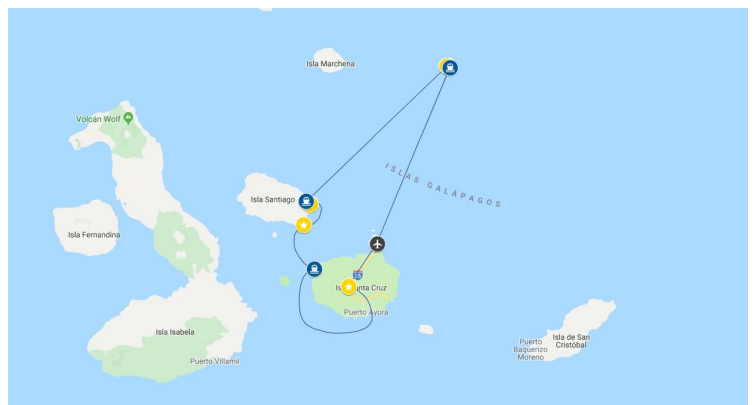 Isla Marchena
Volcán Wolf
ISLAS GALÁPAGOS
Isla Santiago
Isla Fernandina
Cruz
Puerto Ayora
Isla Isabela
Puerto Villamil
Puerto
Baquerizo
Moreno
Isla de San
Cristóbal